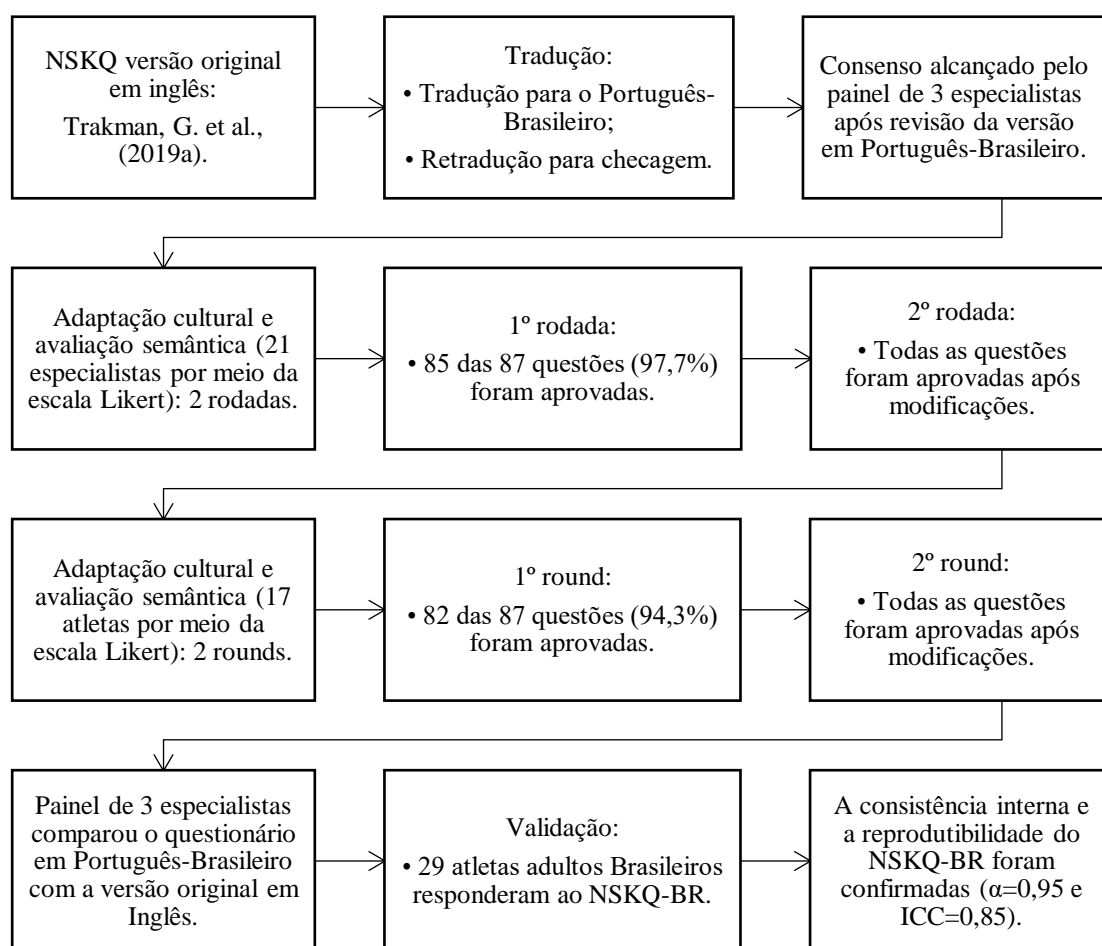 NSKQ versão original
em inglês:
Trakman, G. et al.,
(2019a).
Tradução:
• Tradução para o Português-
Brasileiro;
• Retradução para checagem.
Consenso alcançado pelo
painel de 3 especialistas
após revisão da versão
em Português-Brasileiro.
Adaptação cultural e
avaliação semântica (21
especialistas por meio da
escala Likert): 2 rodadas.
1º rodada:
• 85 das 87 questões (97,7%)
foram aprovadas.
2º rodada:
• Todas as questões
foram aprovadas após
modificações.
Adaptação cultural e
avaliação semântica (17
atletas por meio da
escala Likert): 2 rounds.
1º round:
• 82 das 87 questões (94,3%)
foram aprovadas.
2º round:
• Todas as questões
foram aprovadas após
modificações.
Painel de 3 especialistas
comparou o questionário
em Português-Brasileiro
com a versão original em
Inglês.
Validação:
• 29 atletas adultos Brasileiros
responderam ao NSKQ-BR.
A consistência interna e
a reprodutibilidade do
NSKQ-BR foram
confirmadas (α=0,95 e
ICC=0,85).